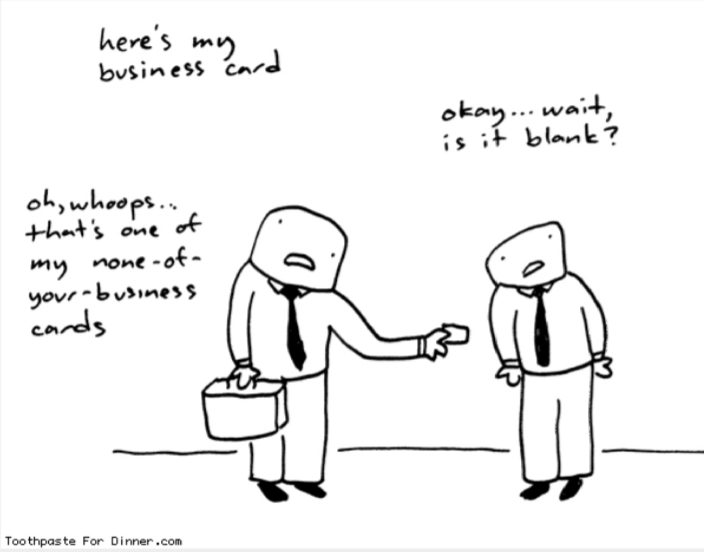 here's my
business card
okay... wait,
is it blank?
oh, whoops...
that's one of
my none-of-
your-business
cards
Toothpaste For Dinner.com